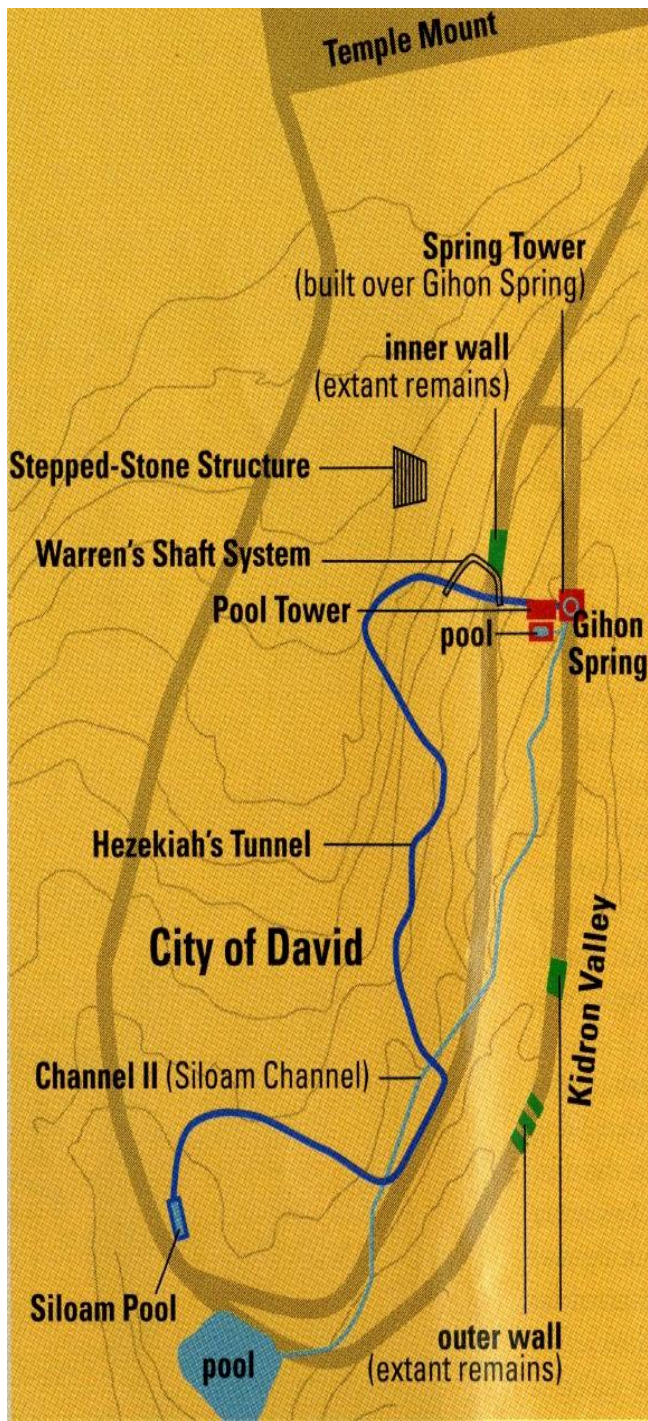 Temple Mount
Spring Tower
(built over Gihon Spring)
inner wall
(extant remains)
Stepped-Stone Structure
Warren's Shaft System
Pool Tower
pool
Gihon
Spring
Hezekiah's Tunnel
City of David
Kidron Valley
Channel II (Siloam Channel)
Siloam Pool
pool
outer wall
(extant remains)